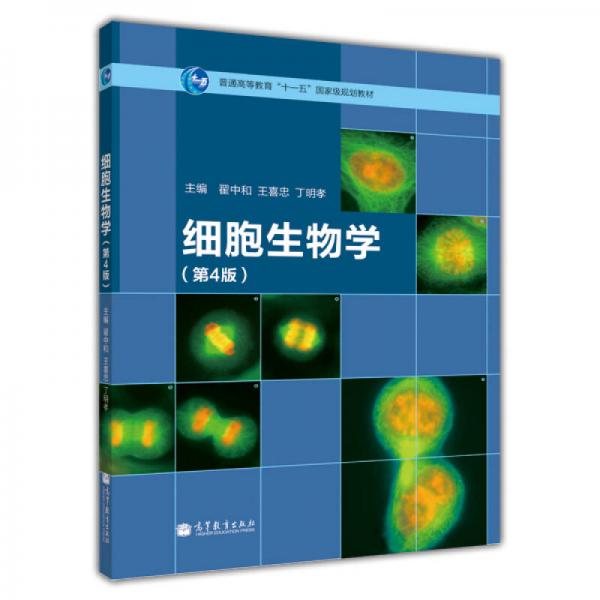 普通高等教育“十一五”国家级规划教材
主编 翟中和 王喜忠 丁明孝
细胞生物学
（第4版）
高等教育出版社
HIGHER EDUCATION PRESS
细胞生物学（第4版）
主编 翟中和 王喜忠 丁明孝